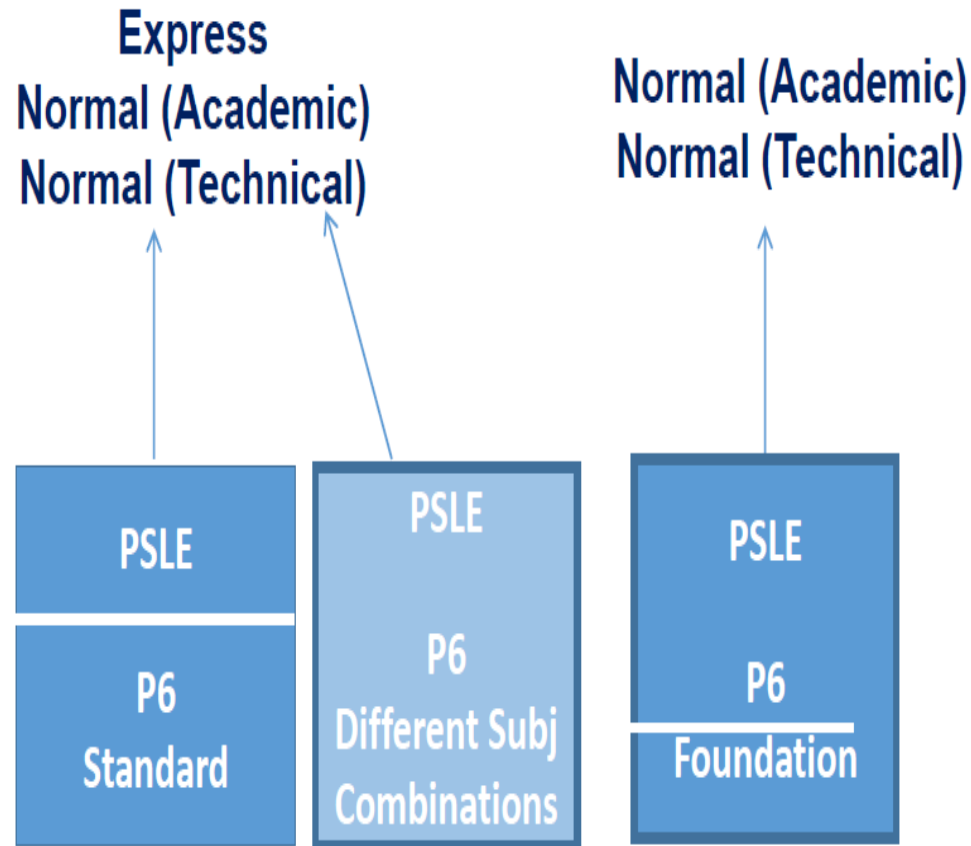 Express
Normal (Academic)
Normal (Technical)
Normal (Academic)
Normal (Technical)
PSLE
P6
Standard
PSLE
P6
Different Subj
Combinations
PSLE
P6
Foundation